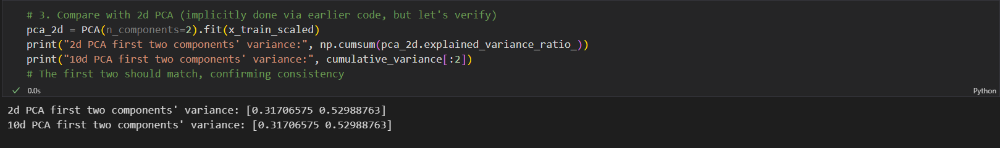 # 3. Compare with 2d PCA (implicitly done via earlier code, but let's verify)
pca_2d = PCA(n_components=2).fit(x_train_scaled)
print("2d PCA first two components' variance:", np.cumsum(pca_2d.explained_variance_ratio_))
print("10d PCA first two components' variance:", cumulative_variance[:2])
# The first two should match, confirming consistency
0.0s Python
2d PCA first two components' variance: [0.31706575 0.52988763]
10d PCA first two components' variance: [0.31706575 0.52988763]